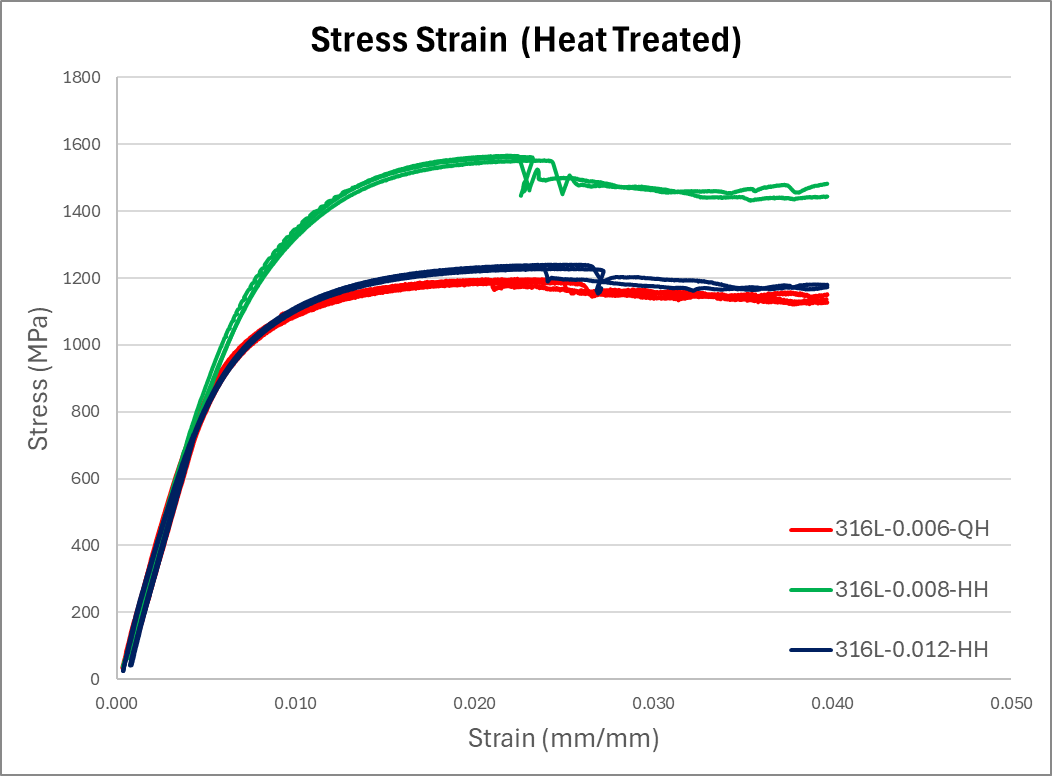 Stress Strain (Heat Treated)
1800
1600
1400
1200
1000
800
600
400
200
0
Stress (MPa)
0.000 0.010 0.020 0.030 0.040 0.050
Strain (mm/mm)
316L-0.006-QH
316L-0.008-HH
316L-0.012-HH